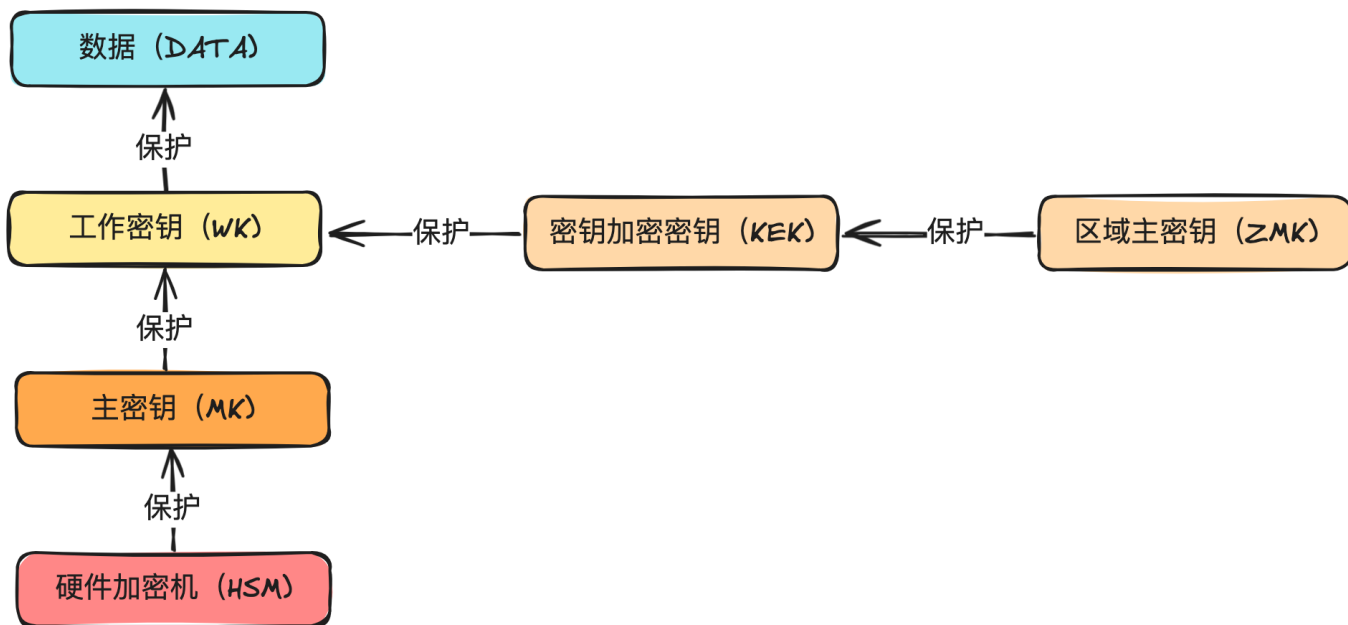 数据（DATA）
保护
工作密钥（WK）
保护
密钥加密密钥（KEK）
保护
区域主密钥（ZMK）
保护
主密钥（MK）
保护
硬件加密机（HSM）